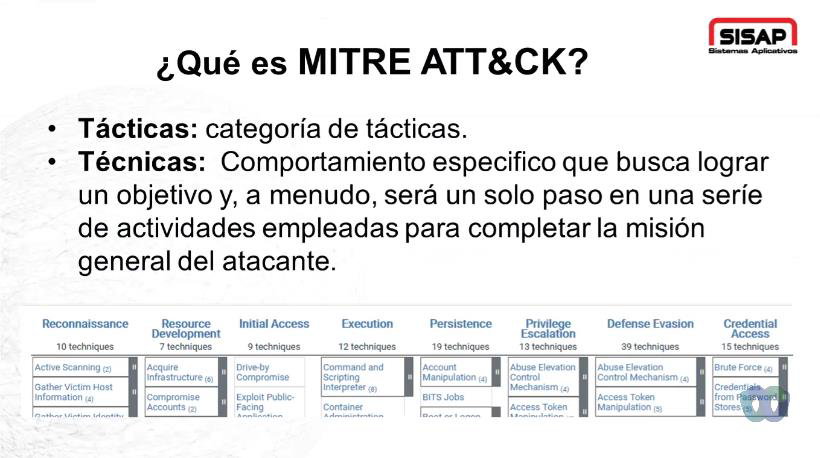 SISAP
Sistemas Aplicativos
¿Qué es MITRE ATT&CK?
• Tácticas: categoría de tácticas.
• Técnicas: Comportamiento especifico que busca lograr
un objetivo y, a menudo, será un solo paso en una seríe
de actividades empleadas para completar la misión
general del atacante.
Reconnaissance
10 techniques
Active Scanning (2)
Gather Victim Host
Information (4)
Gather Victim Identity
Resource
Development
7 techniques
Acquire
Infrastructure (6)
Compromise
Accounts (2)
Initial Access
9 techniques
Drive-by
Compromise
Exploit Public-
Facing
Application
Execution
12 techniques
Command and
Scripting
Interpreter (8)
Container
Administration
Persistence
19 techniques
Account
Manipulation (4)
BITS Jobs
Boot or Logon
Privilege
Escalation
13 techniques
Abuse Elevation
Control
Mechanism (4)
Access Token
Manipulation
Defense Evasion
39 techniques
Abuse Elevation
Control Mechanism (4)
Access Token
Manipulation (5)
Credential
Access
15 techniques
Brute Force (4)
Credentials
from Password
Stores (5)